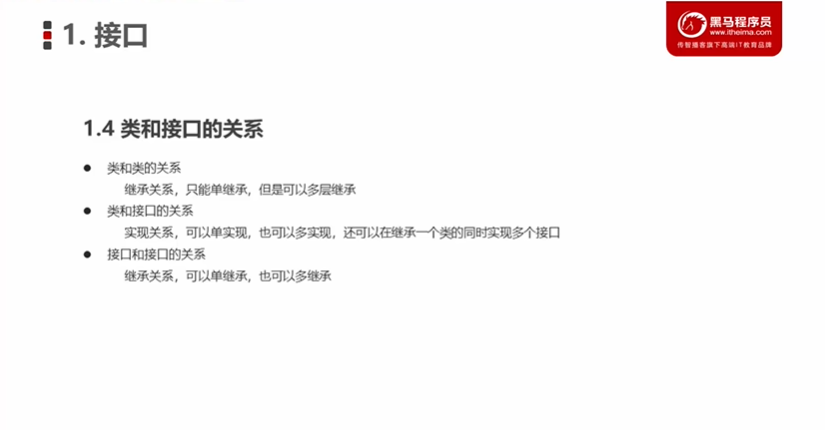 1. 接口
黑马程序员
www.itheima.com
传智播客旗下高端IT教育品牌
1.4 类和接口的关系
● 类和类的关系
继承关系，只能单继承，但是可以多层继承
● 类和接口的关系
实现关系，可以单实现，也可以多实现，还可以在继承一个类的同时实现多个接口
● 接口和接口的关系
继承关系，可以单继承，也可以多继承